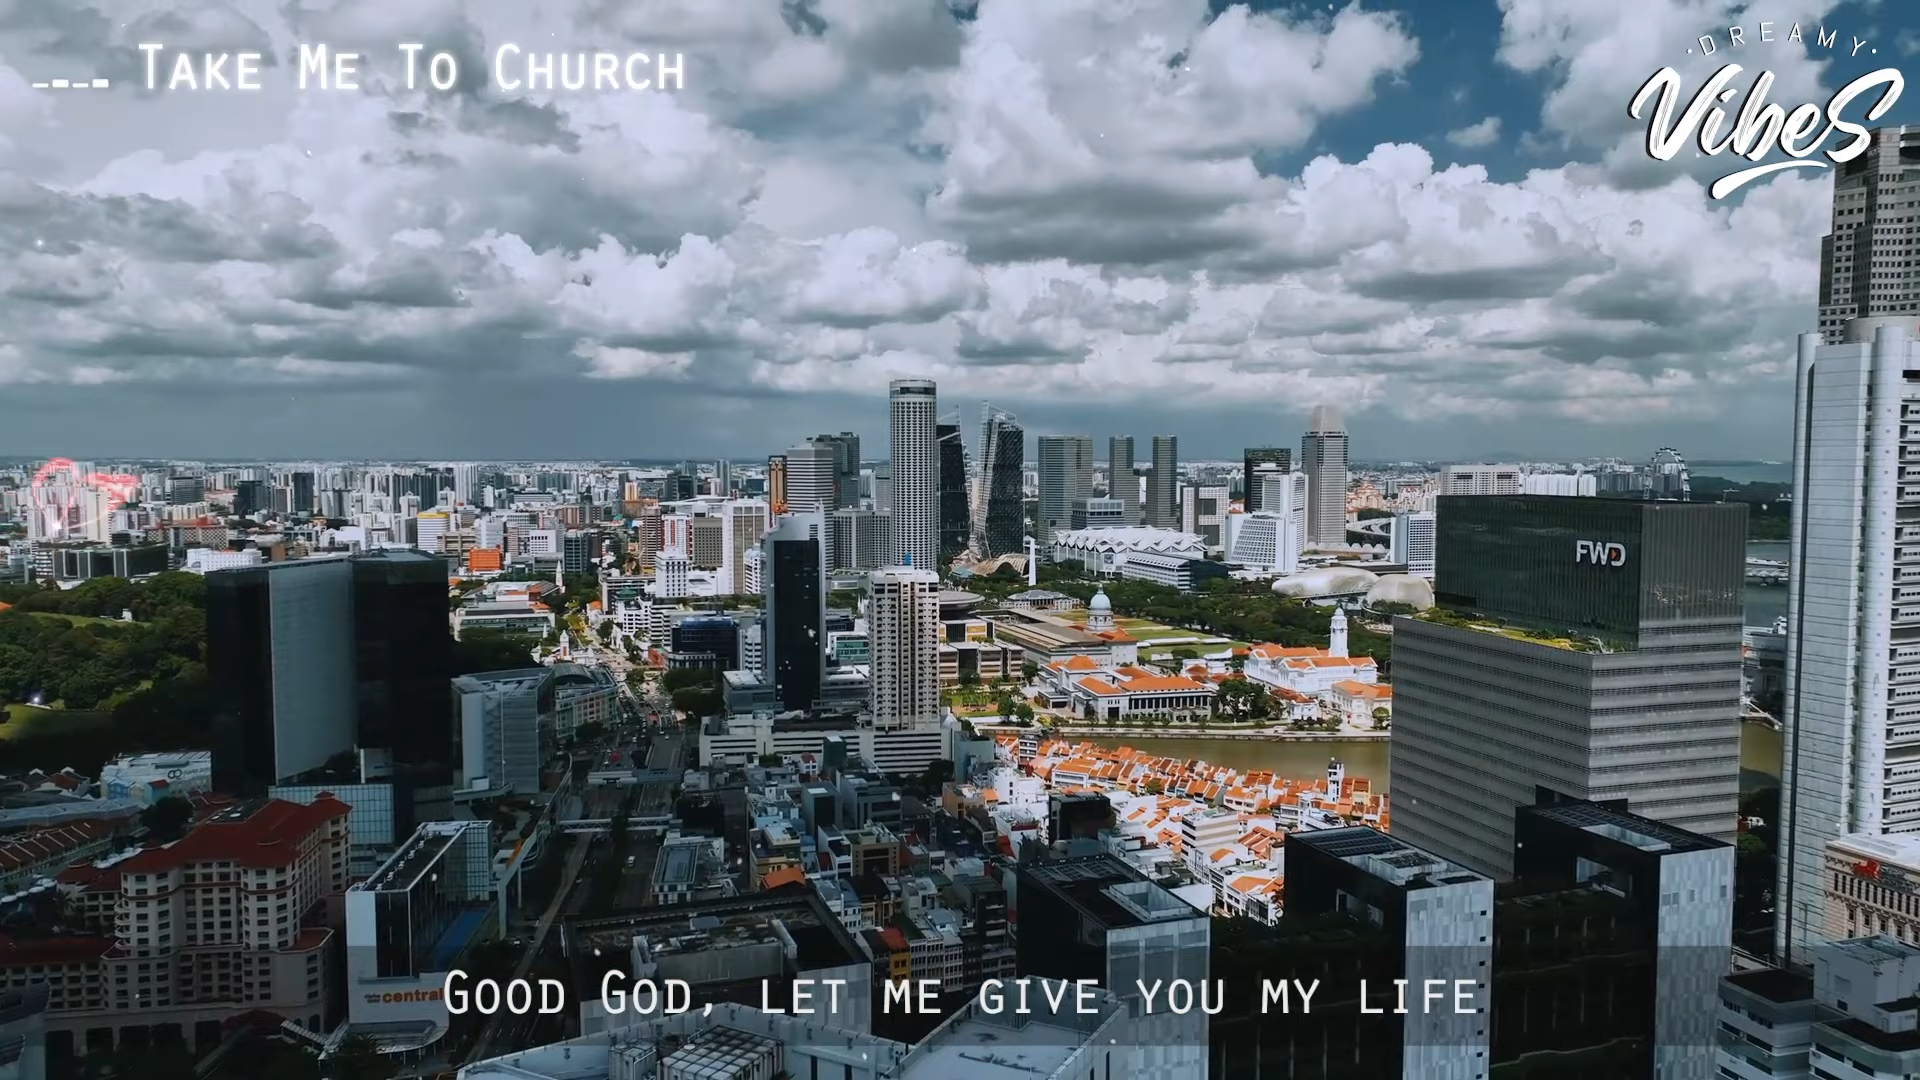 Take Me To Church
·DREAMY·
Vibes
FWD
central
Good God, let me give you my life